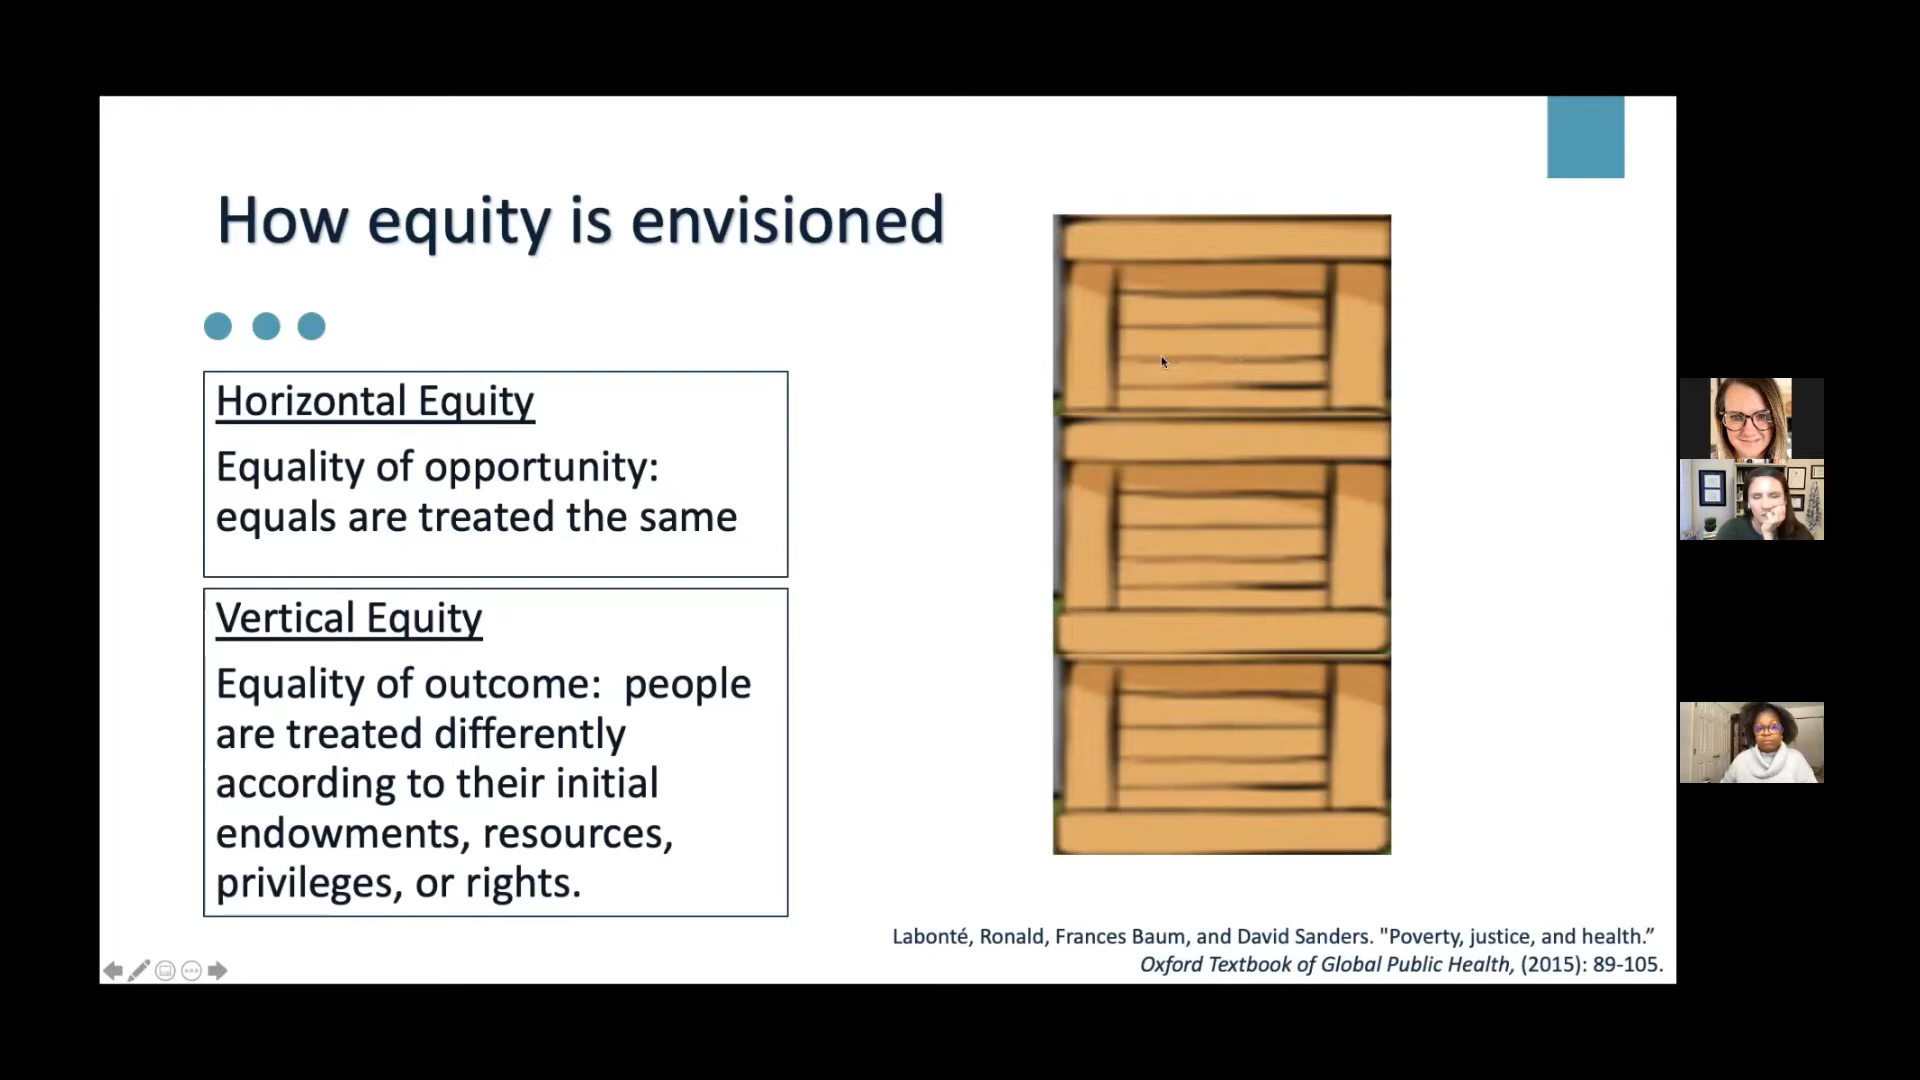 How equity is envisioned
Horizontal Equity
Equality of opportunity:
equals are treated the same
Vertical Equity
Equality of outcome:  people
are treated differently
according to their initial
endowments, resources,
privileges, or rights.
Labonté, Ronald, Frances Baum, and David Sanders. "Poverty, justice, and health.”
Oxford Textbook of Global Public Health, (2015): 89-105.